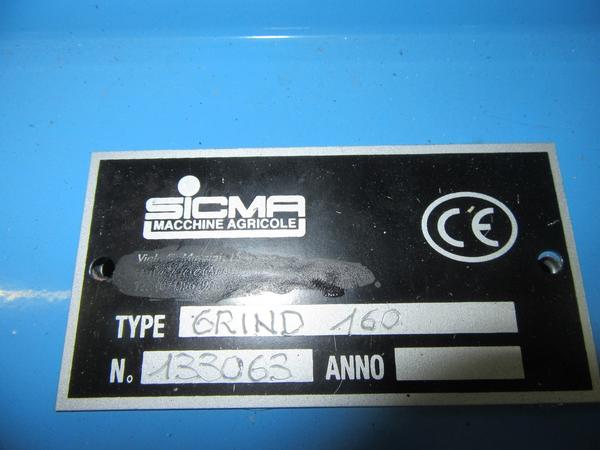 SICMA
MACCHINE AGRICOLE
CE
TYPE GRIND 160
N. 133063 ANNO